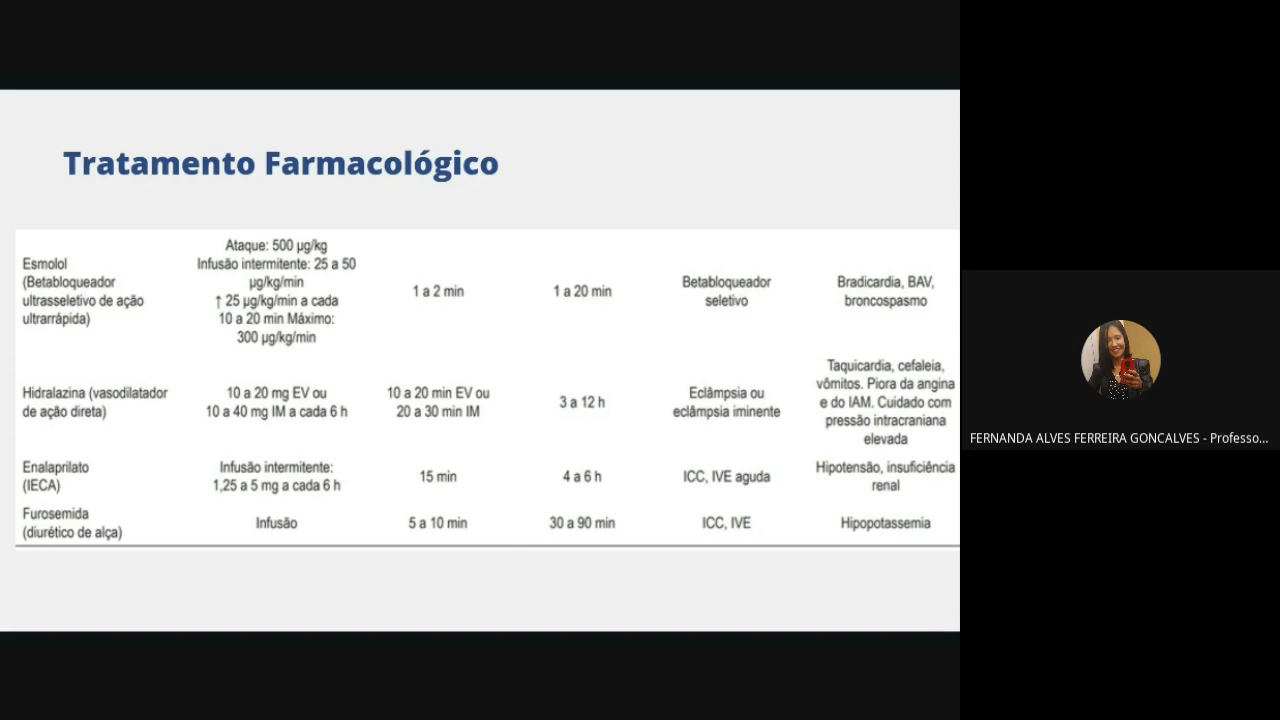 Tratamento Farmacológico
Esmolol
(Betabloqueador
ultrasseletivo de ação
ultrarrápida)
Ataque: 500 µg/kg
Infusão intermitente: 25 a 50
µg/kg/min
↑ 25 µg/kg/min a cada
10 a 20 min Máximo:
300 µg/kg/min
1 a 2 min
1 a 20 min
Betabloqueador
seletivo
Bradicardia, BAV,
broncospasmo
Hidralazina (vasodilatador
de ação direta)
10 a 20 mg EV ou
10 a 40 mg IM a cada 6 h
10 a 20 min EV ou
20 a 30 min IM
3 a 12 h
Eclâmpsia ou
eclâmpsia iminente
Taquicardia, cefaleia,
vômitos. Piora da angina
e do IAM. Cuidado com
pressão intracraniana
elevada
Enalaprilato
(IECA)
Infusão intermitente:
1,25 a 5 mg a cada 6 h
15 min
4 a 6 h
ICC, IVE aguda
Hipotensão, insuficiência
renal
Furosemida
(diurético de alça)
Infusão
5 a 10 min
30 a 90 min
ICC, IVE
Hipopotassemia
FERNANDA ALVES FERREIRA GONCALVES - Professo...